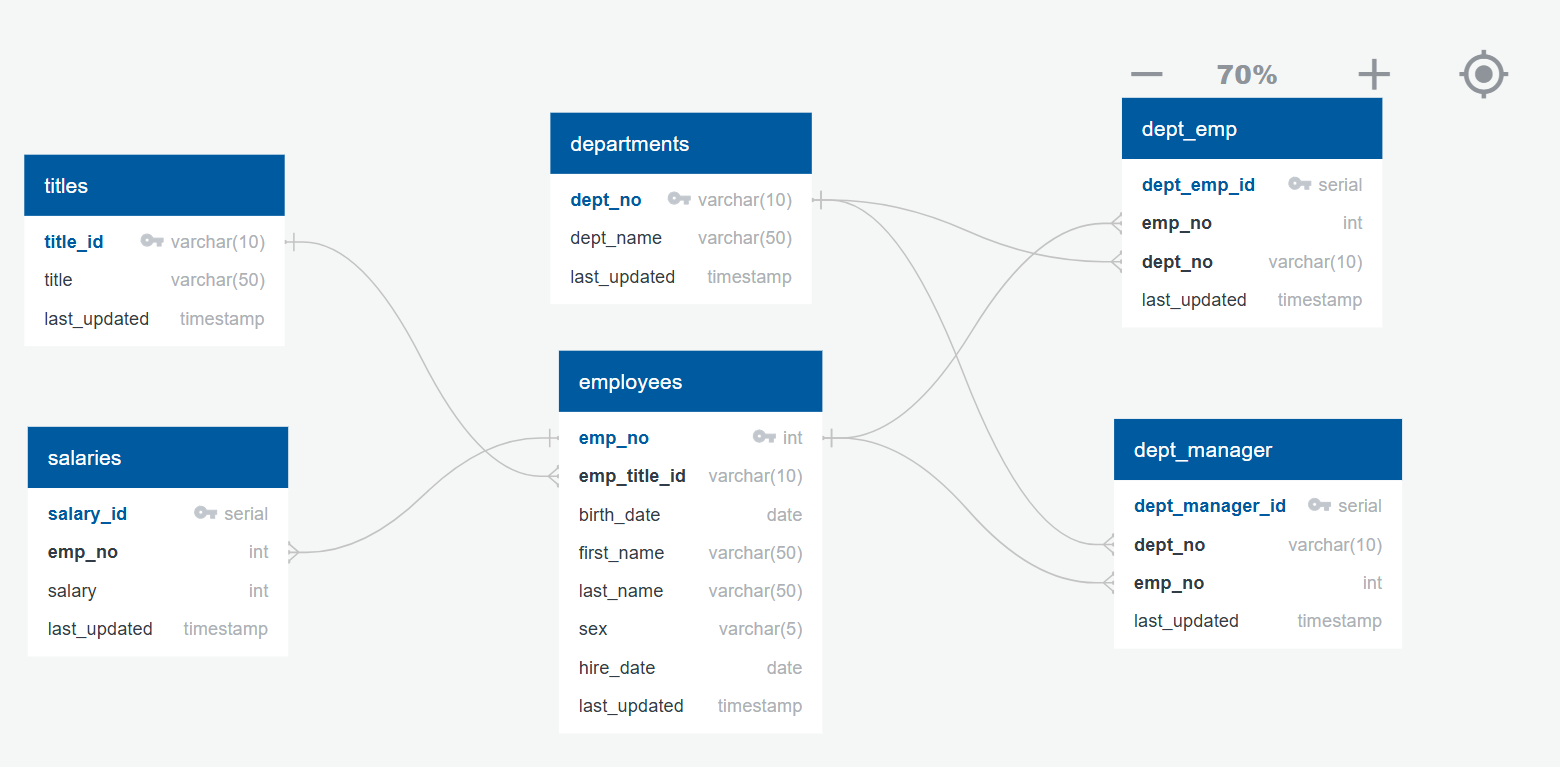 70%
titles
title_id varchar(10)
title varchar(50)
last_updated timestamp
salaries
salary_id serial
emp_no int
salary int
last_updated timestamp
departments
dept_no varchar(10)
dept_name varchar(50)
last_updated timestamp
employees
emp_no int
emp_title_id varchar(10)
birth_date date
first_name varchar(50)
last_name varchar(50)
sex varchar(5)
hire_date date
last_updated timestamp
dept_emp
dept_emp_id serial
emp_no int
dept_no varchar(10)
last_updated timestamp
dept_manager
dept_manager_id serial
dept_no varchar(10)
emp_no int
last_updated timestamp